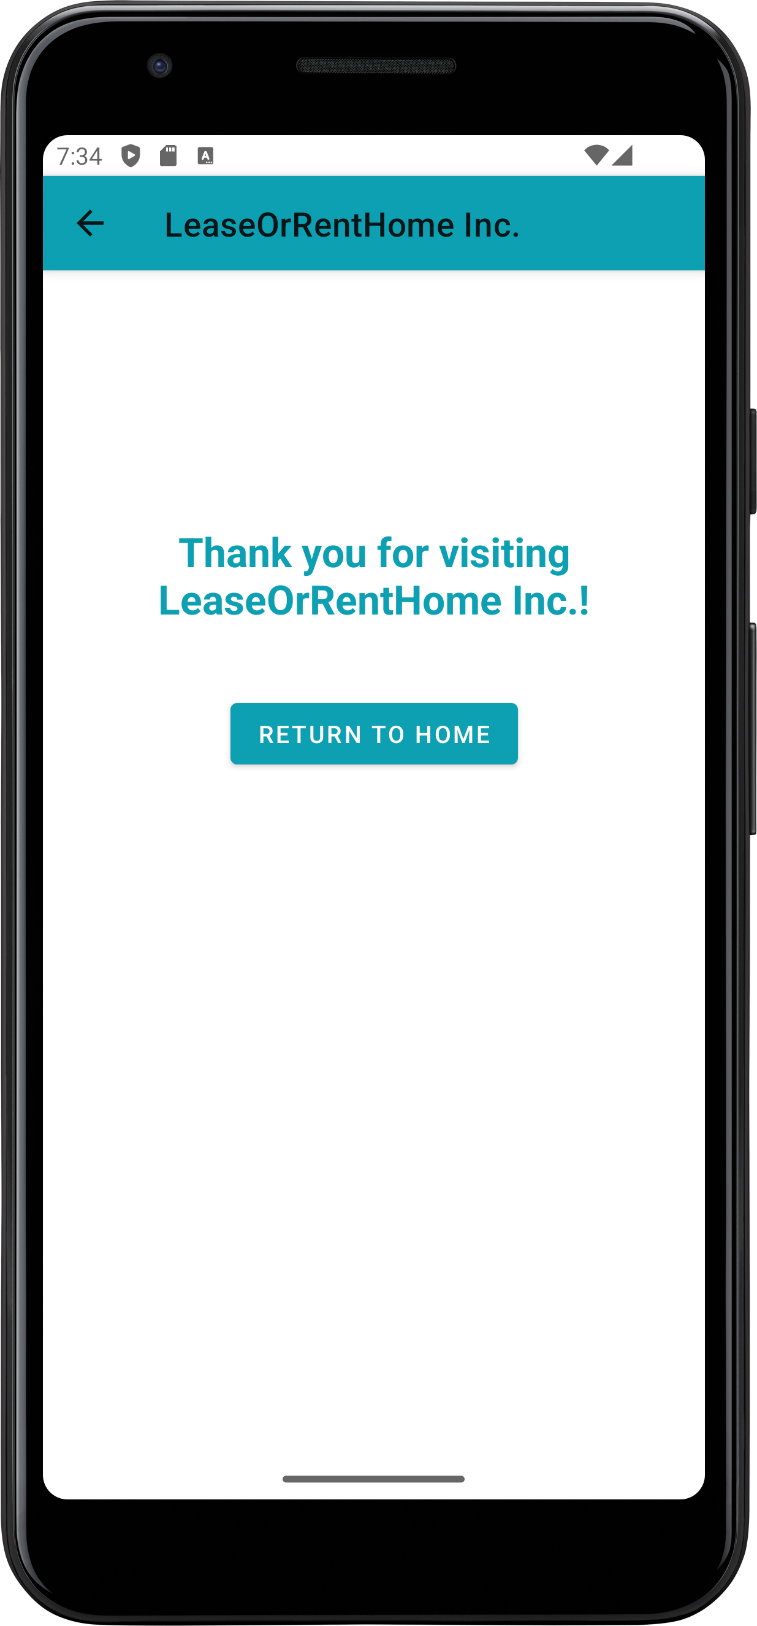 7:34
LeaseOrRentHome Inc.
Thank you for visiting
LeaseOrRentHome Inc.!
RETURN TO HOME